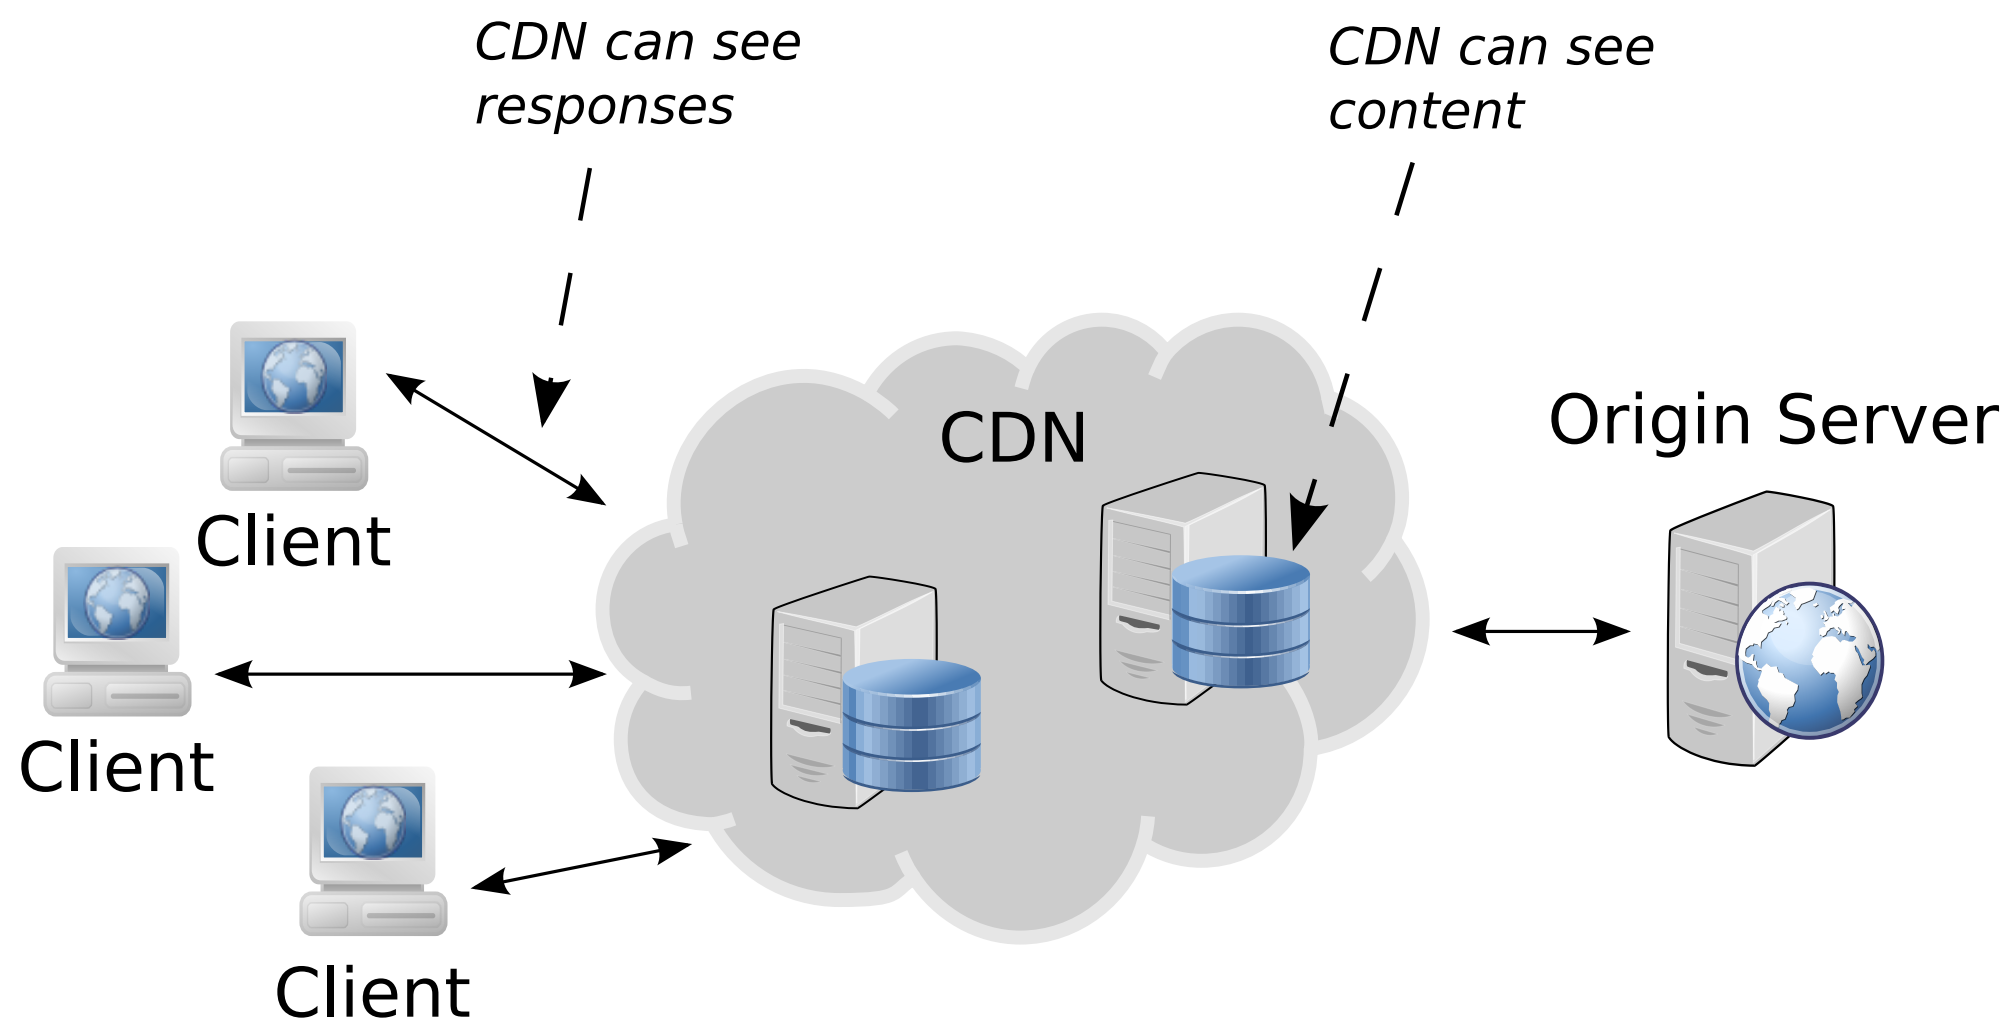 CDN can see
responses
CDN can see
content
CDN
Origin Server
Client
Client
Client